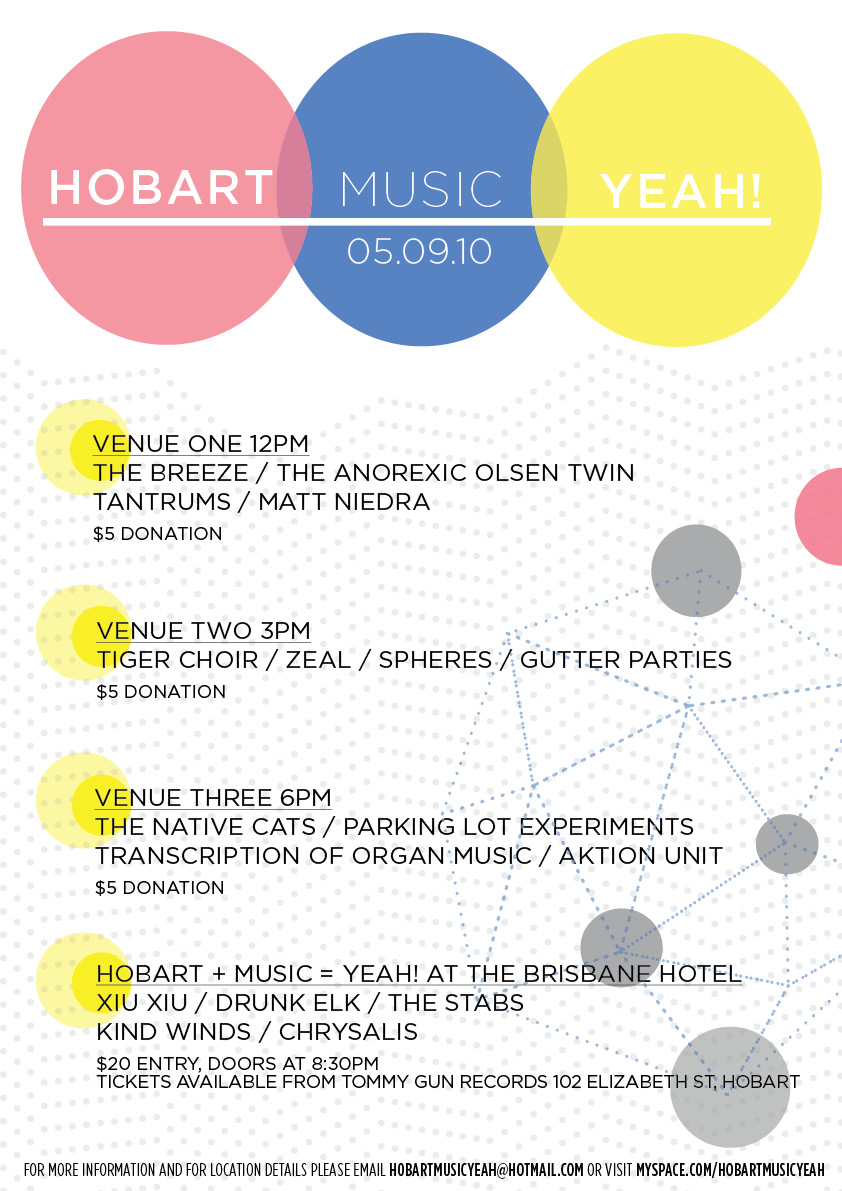 HOBART MUSIC YEAH!
05.09.10
VENUE ONE 12PM
THE BREEZE / THE ANOREXIC OLSEN TWIN
TANTRUMS / MATT NIEDRA
$5 DONATION
VENUE TWO 3PM
TIGER CHOIR / ZEAL / SPHERES / GUTTER PARTIES
$5 DONATION
VENUE THREE 6PM
THE NATIVE CATS / PARKING LOT EXPERIMENTS
TRANSCRIPTION OF ORGAN MUSIC / AKTION UNIT
$5 DONATION
HOBART + MUSIC = YEAH! AT THE BRISBANE HOTEL
XIU XIU / DRUNK ELK / THE STABS
KIND WINDS / CHRYSALIS
$20 ENTRY, DOORS AT 8:30PM
TICKETS AVAILABLE FROM TOMMY GUN RECORDS 102 ELIZABETH ST, HOBART
FOR MORE INFORMATION AND FOR LOCATION DETAILS PLEASE EMAIL HOBARTMUSICYEAH@HOTMAIL.COM OR VISIT MYSPACE.COM/HOBARTMUSICYEAH